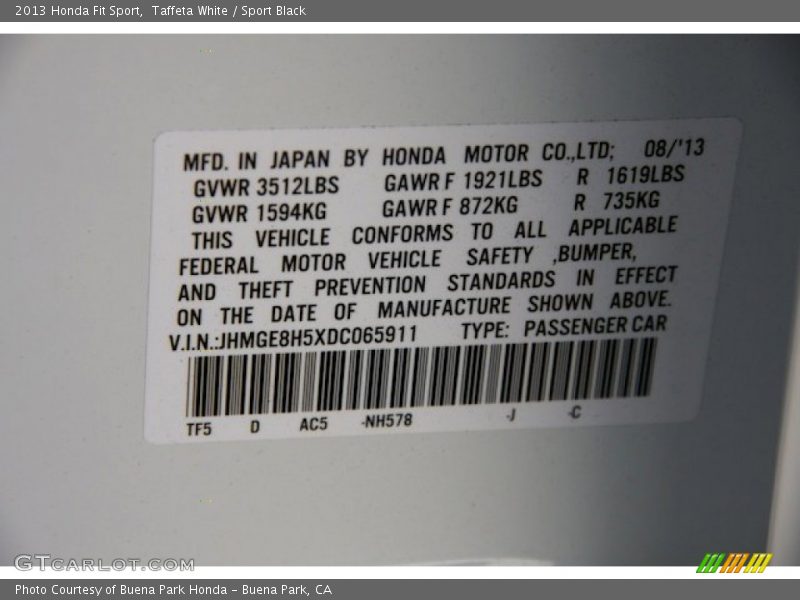 2013 Honda Fit Sport, Taffeta White / Sport Black
MFD. IN JAPAN BY HONDA MOTOR CO.,LTD; 08/'13
GVWR 3512LBS GAWR F 1921LBS R 1619LBS
GVWR 1594KG GAWR F 872KG R 735KG
THIS VEHICLE CONFORMS TO ALL APPLICABLE
FEDERAL MOTOR VEHICLE SAFETY ,BUMPER,
AND THEFT PREVENTION STANDARDS IN EFFECT
ON THE DATE OF MANUFACTURE SHOWN ABOVE.
V.I.N.:JHMGE8H5XDC065911 TYPE: PASSENGER CAR
TF5 D AC5 -NH578 -J -C
GTCARLOT.COM
Photo Courtesy of Buena Park Honda - Buena Park, CA